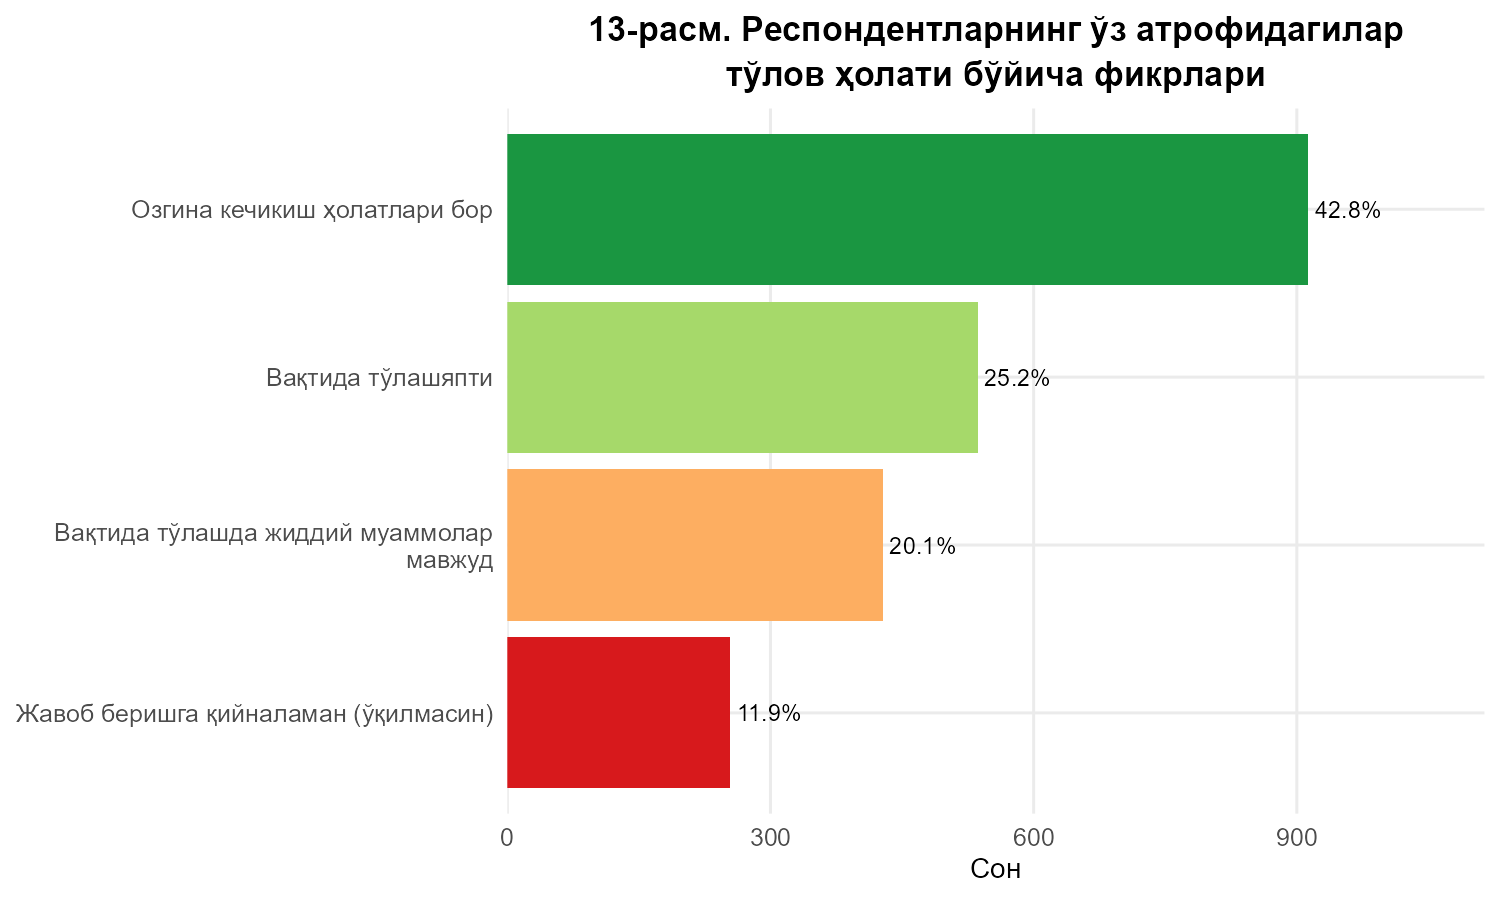 13-расм. Респондентларнинг ўз атрофидагилар
тўлов ҳолати бўйича фикрлари
Озгина кечикиш ҳолатлари бор
42.8%
Вақтида тўлашяпти
25.2%
Вақтида тўлашда жиддий муаммолар
мавжуд
20.1%
Жавоб беришга қийналаман (ўқилмасин)
11.9%
0
300
600
900
Сон